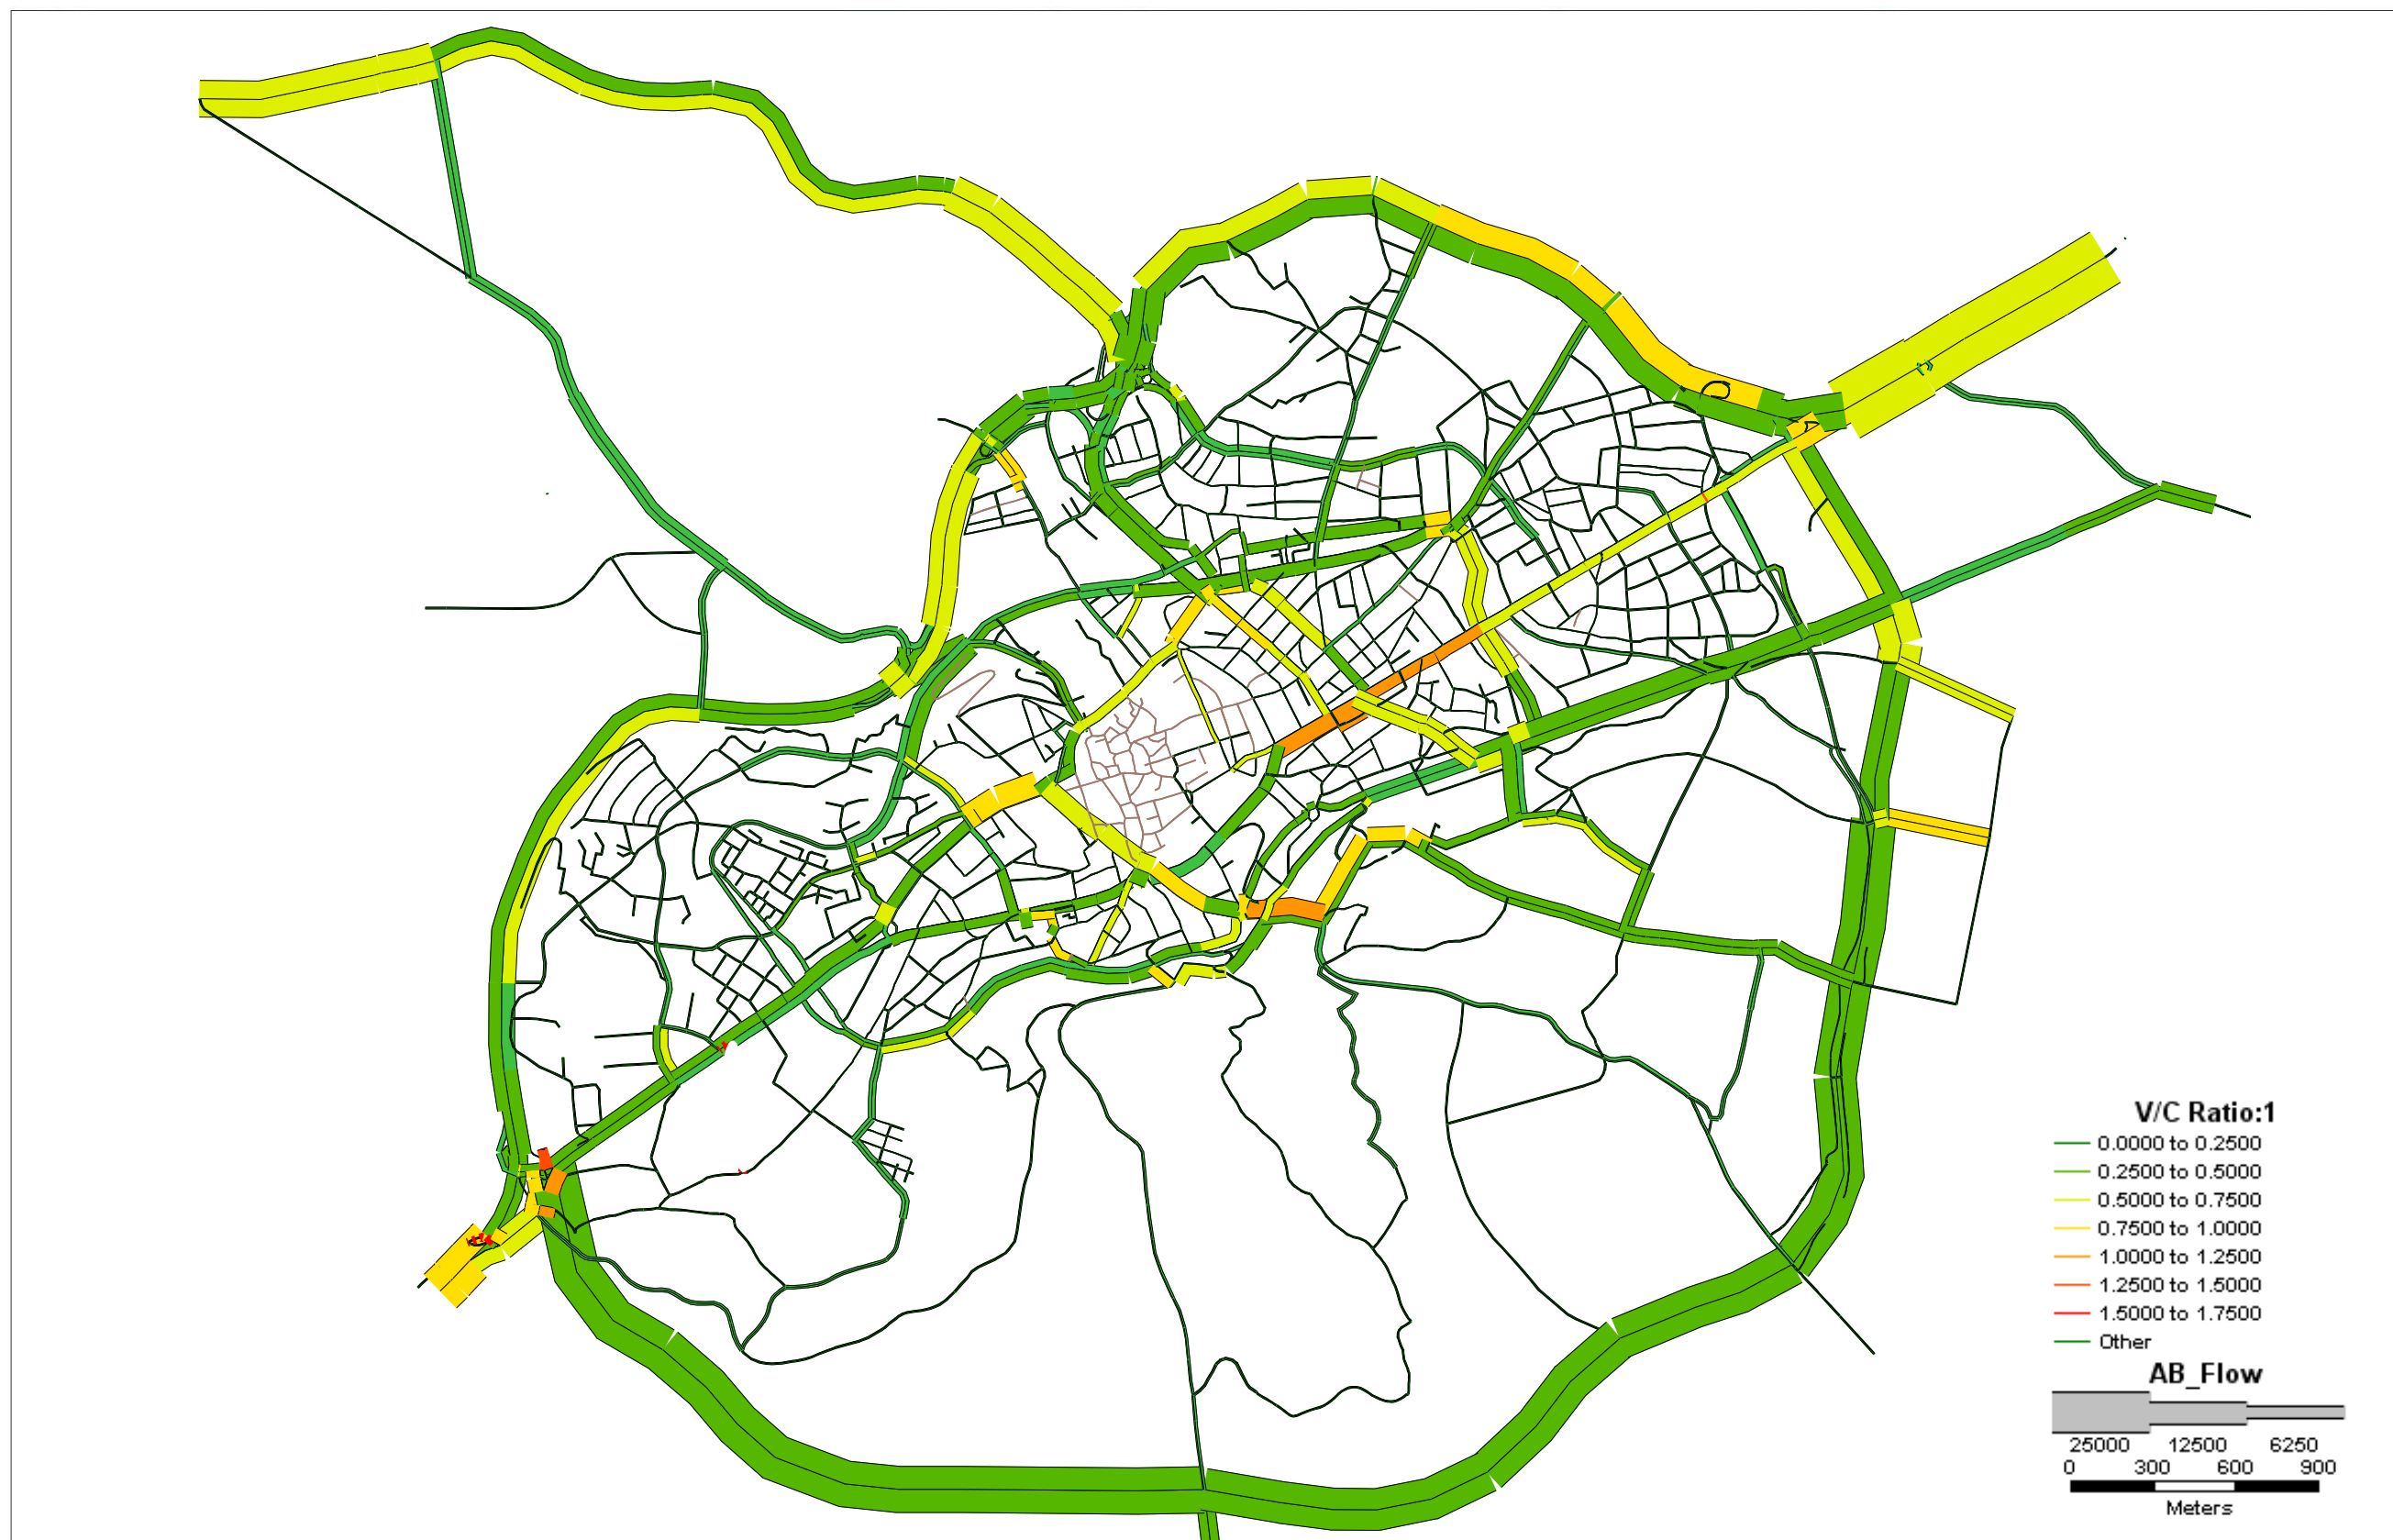 V/C Ratio:1
0.0000 to 0.2500
0.2500 to 0.5000
0.5000 to 0.7500
0.7500 to 1.0000
1.0000 to 1.2500
1.2500 to 1.5000
1.5000 to 1.7500
Other
AB_Flow
25000 12500 6250
0 300 600 900
Meters